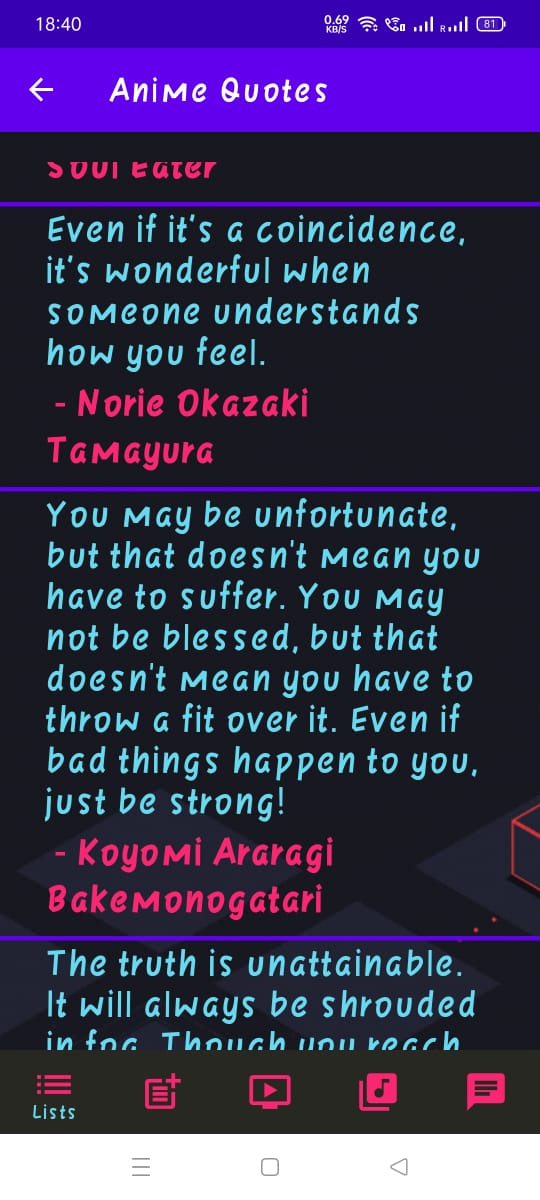 18:40
0.69
KB/S
R
81
Anime Quotes
Soul Eater
Even if it's a coincidence,
it's wonderful when
someone understands
how you feel.
- Norie Okazaki
Tamayura
You may be unfortunate,
but that doesn't mean you
have to suffer. You may
not be blessed, but that
doesn't mean you have to
throw a fit over it. Even if
bad things happen to you,
just be strong!
- Koyomi Araragi
Bakemonogatari
The truth is unattainable.
It will always be shrouded
in fog. Though you reach
Lists